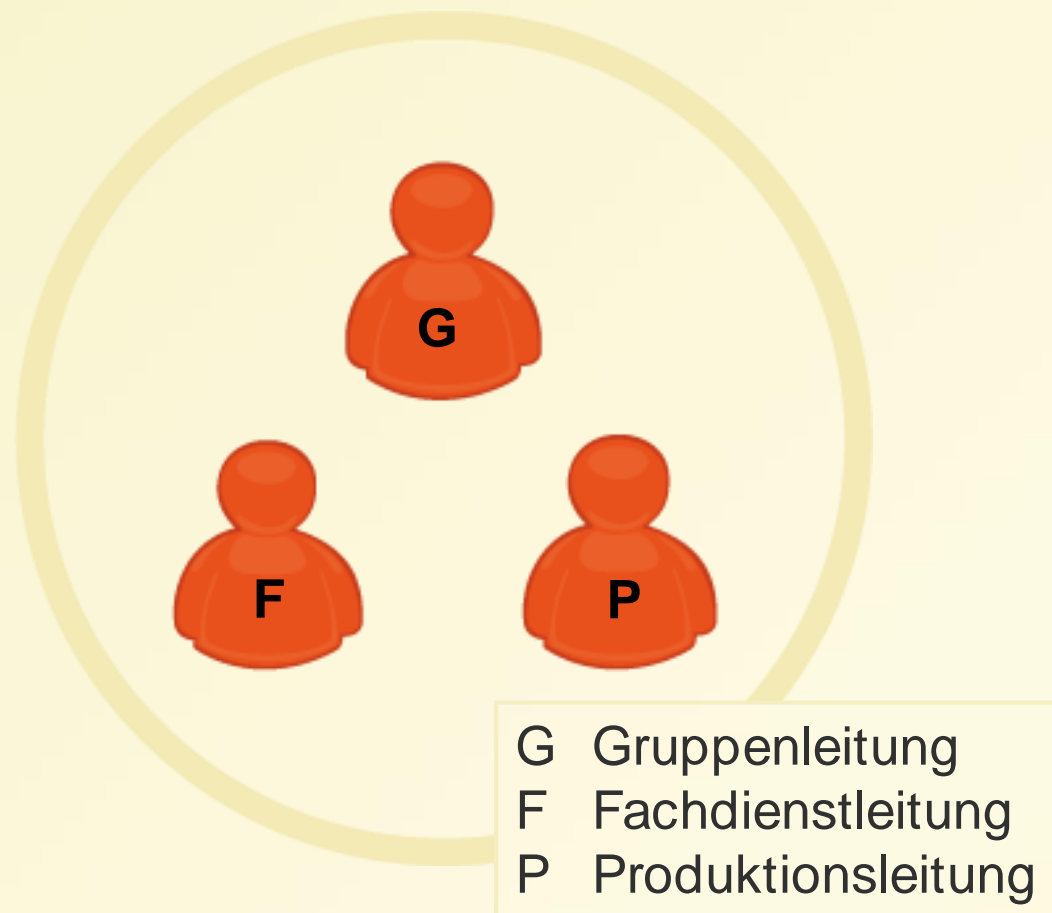 G
F P
G Gruppenleitung
F Fachdienstleitung
P Produktionsleitung